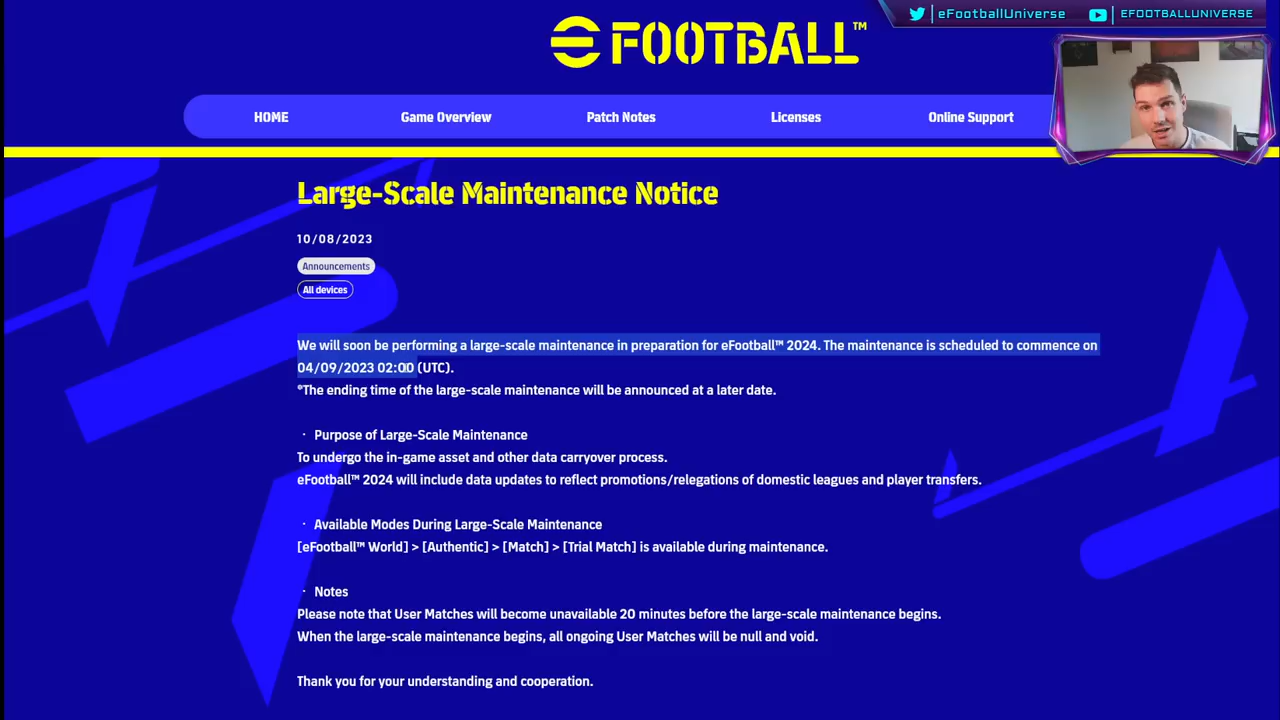 eFootballUniverse
EFOOTBALLUNIVERSE
eFOOTBALL™
HOME
Game Overview
Patch Notes
Licenses
Online Support
Large-Scale Maintenance Notice
10/08/2023
Announcements
All devices
We will soon be performing a large-scale maintenance in preparation for eFootball™ 2024. The maintenance is scheduled to commence on
04/09/2023 02:00 (UTC).
*The ending time of the large-scale maintenance will be announced at a later date.
・ Purpose of Large-Scale Maintenance
To undergo the in-game asset and other data carryover process.
eFootball™ 2024 will include data updates to reflect promotions/relegations of domestic leagues and player transfers.
・ Available Modes During Large-Scale Maintenance
[eFootball™ World] > [Authentic] > [Match] > [Trial Match] is available during maintenance.
・ Notes
Please note that User Matches will become unavailable 20 minutes before the large-scale maintenance begins.
When the large-scale maintenance begins, all ongoing User Matches will be null and void.
Thank you for your understanding and cooperation.